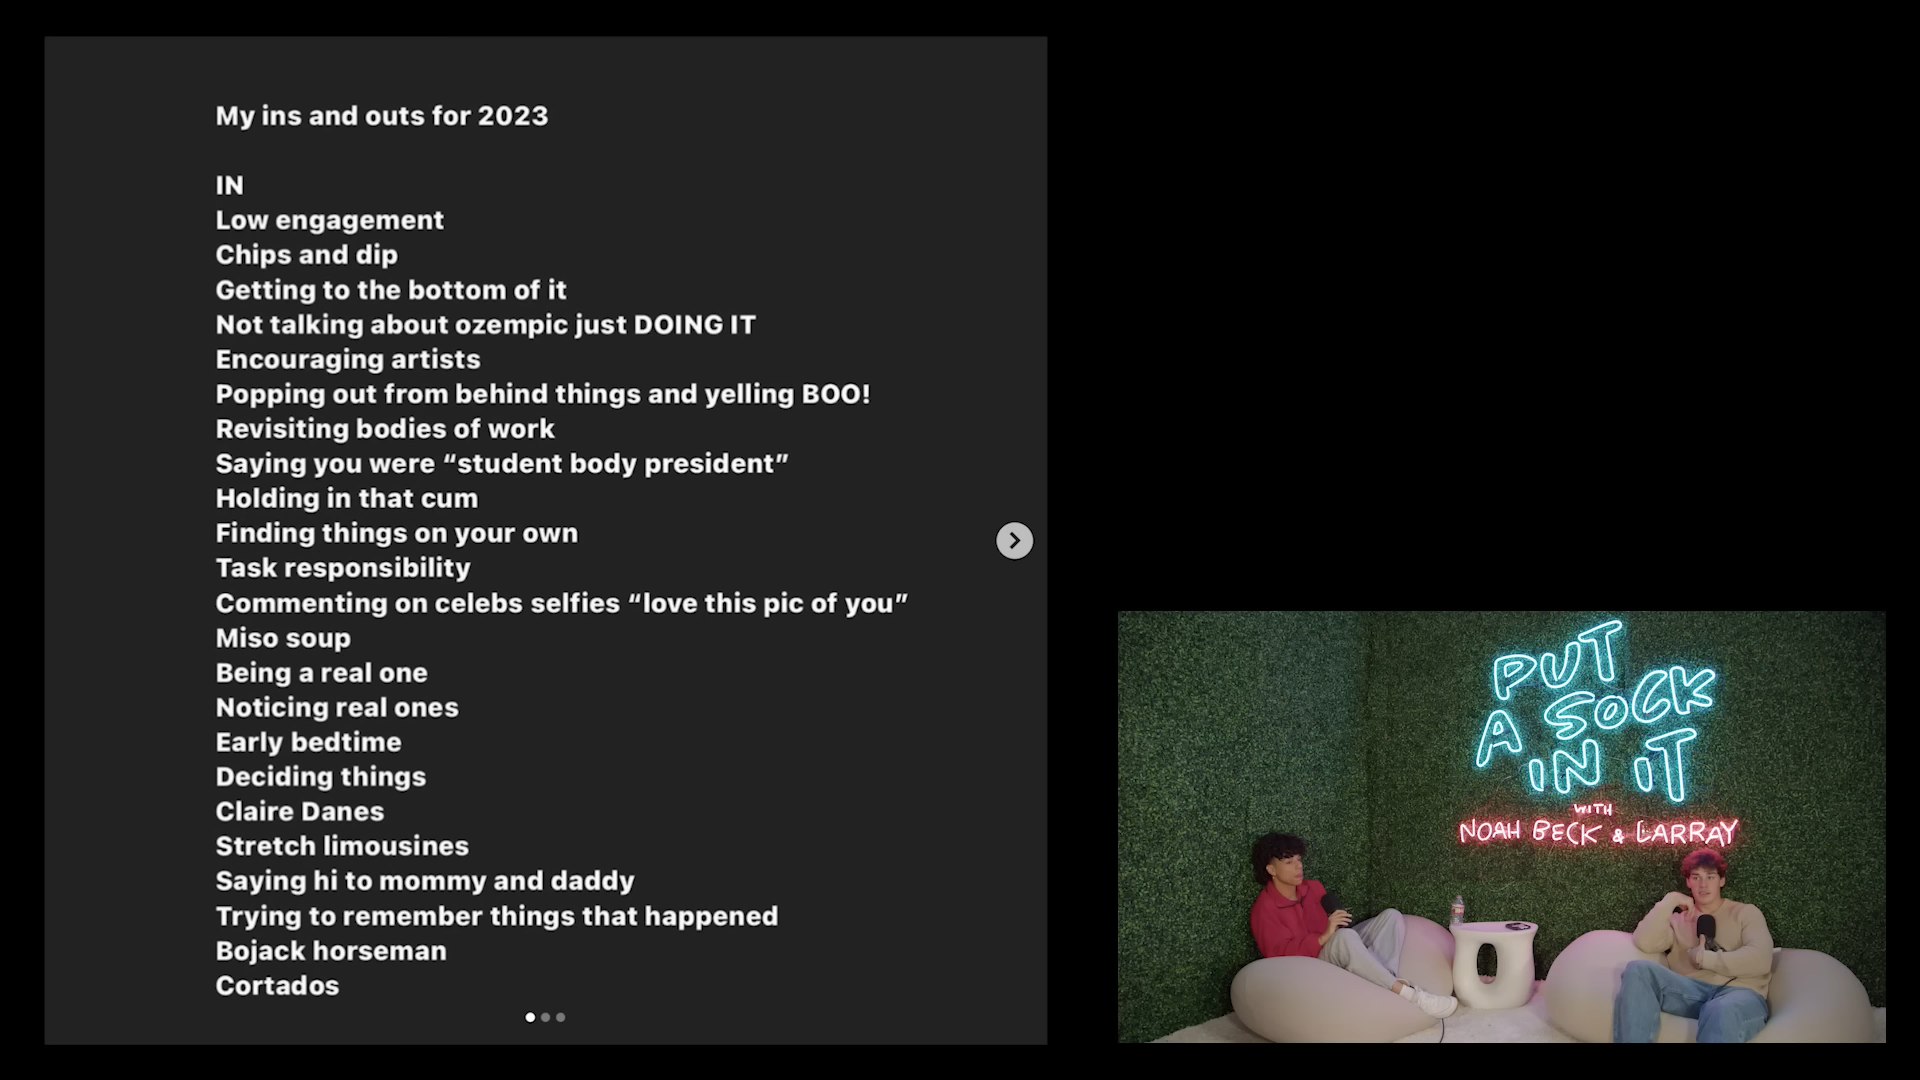 My ins and outs for 2023
IN
Low engagement
Chips and dip
Getting to the bottom of it
Not talking about ozempic just DOING IT
Encouraging artists
Popping out from behind things and yelling BOO!
Revisiting bodies of work
Saying you were “student body president”
Holding in that cum
Finding things on your own
Task responsibility
Commenting on celebs selfies “love this pic of you”
Miso soup
Being a real one
Noticing real ones
Early bedtime
Deciding things
Claire Danes
Stretch limousines
Saying hi to mommy and daddy
Trying to remember things that happened
Bojack horseman
Cortados
PUT
A SOCK
IN IT
WITH
NOAH BECK & LARRAY